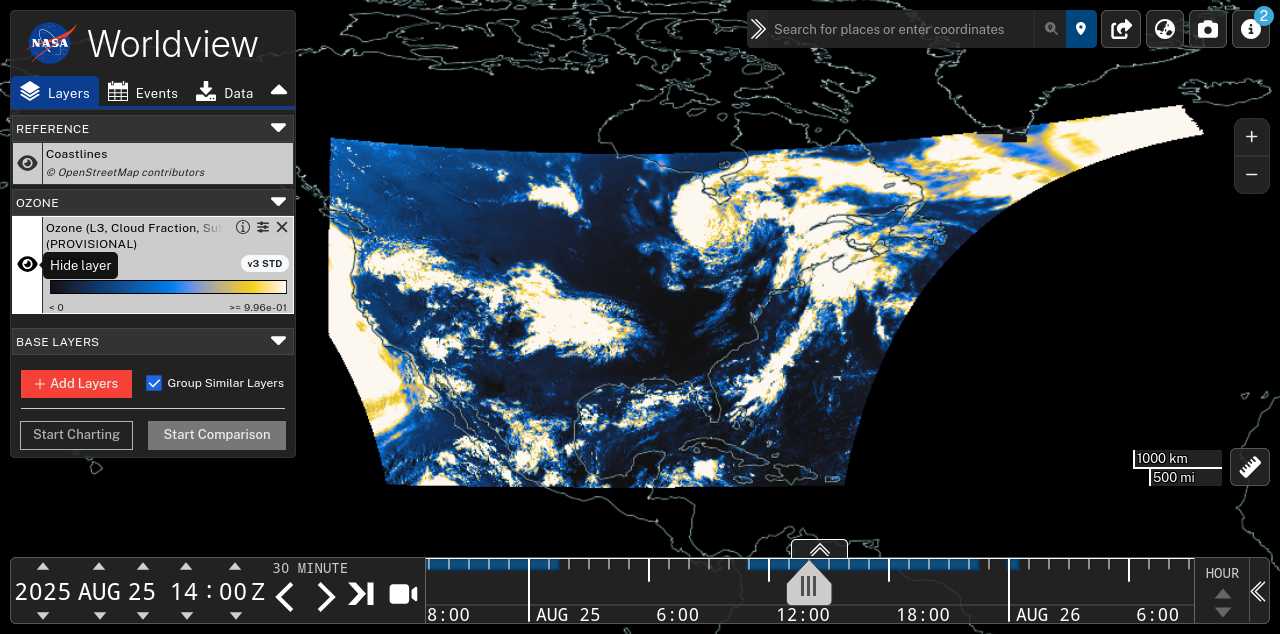 NASA Worldview
Search for places or enter coordinates
2
Layers Events Data
REFERENCE
Coastlines
© OpenStreetMap contributors
OZONE
Ozone (L3, Cloud Fraction, Su
(PROVISIONAL)
Hide layer
v3 STD
< 0 >= 9.96e-01
BASE LAYERS
+ Add Layers Group Similar Layers
Start Charting Start Comparison
+
−
1000 km
500 mi
30 MINUTE
2025 AUG 25 14:00 Z
8:00 AUG 25 6:00 12:00 18:00 AUG 26 6:00
HOUR